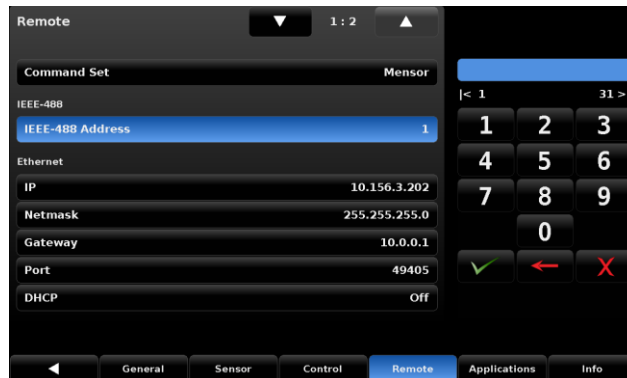 Remote 1 : 2
Command Set Mensor
|< 1 31 >
IEEE-488
IEEE-488 Address 1
1 2 3
Ethernet
4 5 6
IP 10.156.3.202
7 8 9
Netmask 255.255.255.0
0
Gateway 10.0.0.1
Port 49405
X
DHCP Off
General Sensor Control Remote Applications Info